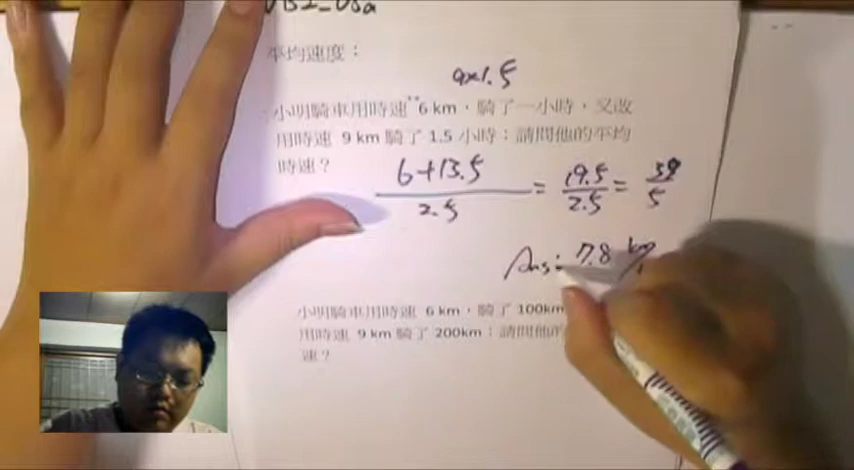 平均速度：
9×1.5
小明騎車用時速 6 km，騎了一小時，又改
用時速 9 km 騎了 1.5 小時；請問他的平均
時速？
6+13.5
2.5
= 19.5
2.5
= 39
5
Ans: 7.8 km/
小明騎車用時速 6 km，騎了 100km
用時速 9 km 騎了 200km；請問他的
速？